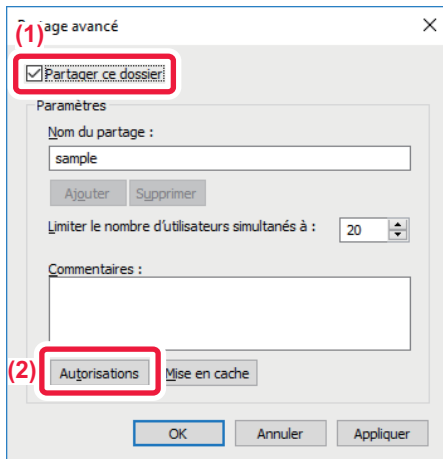 (1)
age avancé
Partager ce dossier
Paramètres
Nom du partage :
sample
Ajouter Supprimer
Limiter le nombre d'utilisateurs simultanés à : 20
Commentaires :
(2)
Autorisations Mise en cache
OK Annuler Appliquer